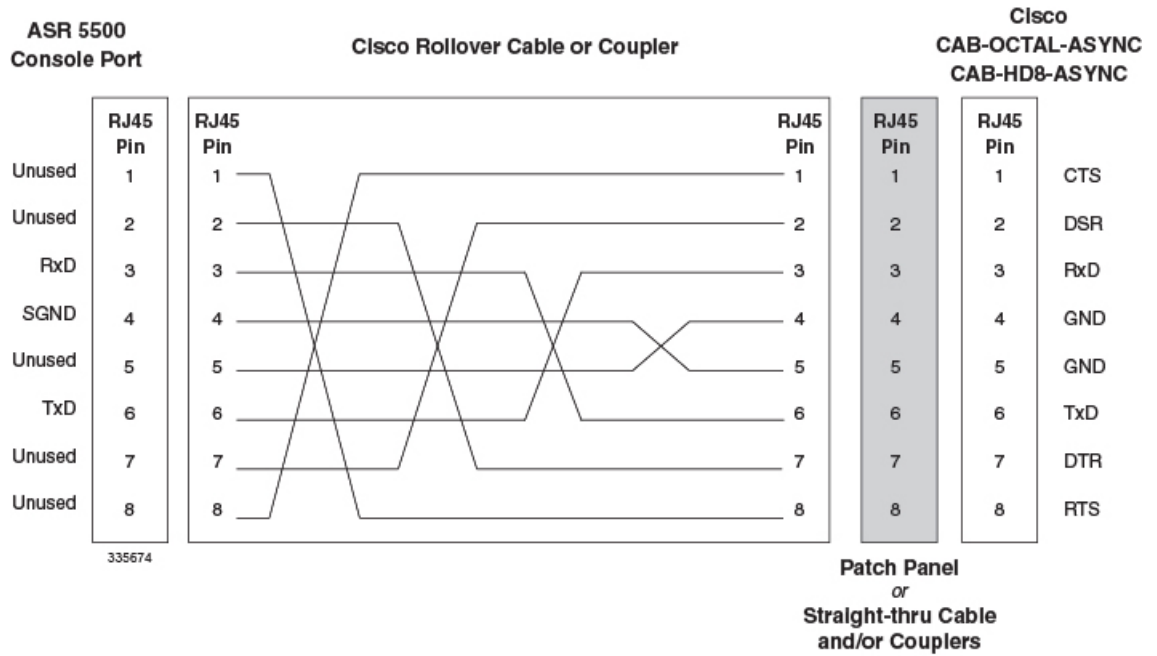 ASR 5500
Console Port
Cisco Rollover Cable or Coupler
Cisco
CAB-OCTAL-ASYNC
CAB-HD8-ASYNC
RJ45 RJ45 RJ45 RJ45 RJ45
Pin Pin Pin Pin Pin
Unused 1 1 1 1 1 CTS
Unused 2 2 2 2 2 DSR
RxD 3 3 3 3 3 RxD
SGND 4 4 4 4 4 GND
Unused 5 5 5 5 5 GND
TxD 6 6 6 6 6 TxD
Unused 7 7 7 7 7 DTR
Unused 8 8 8 8 8 RTS
335674
Patch Panel
or
Straight-thru Cable
and/or Couplers